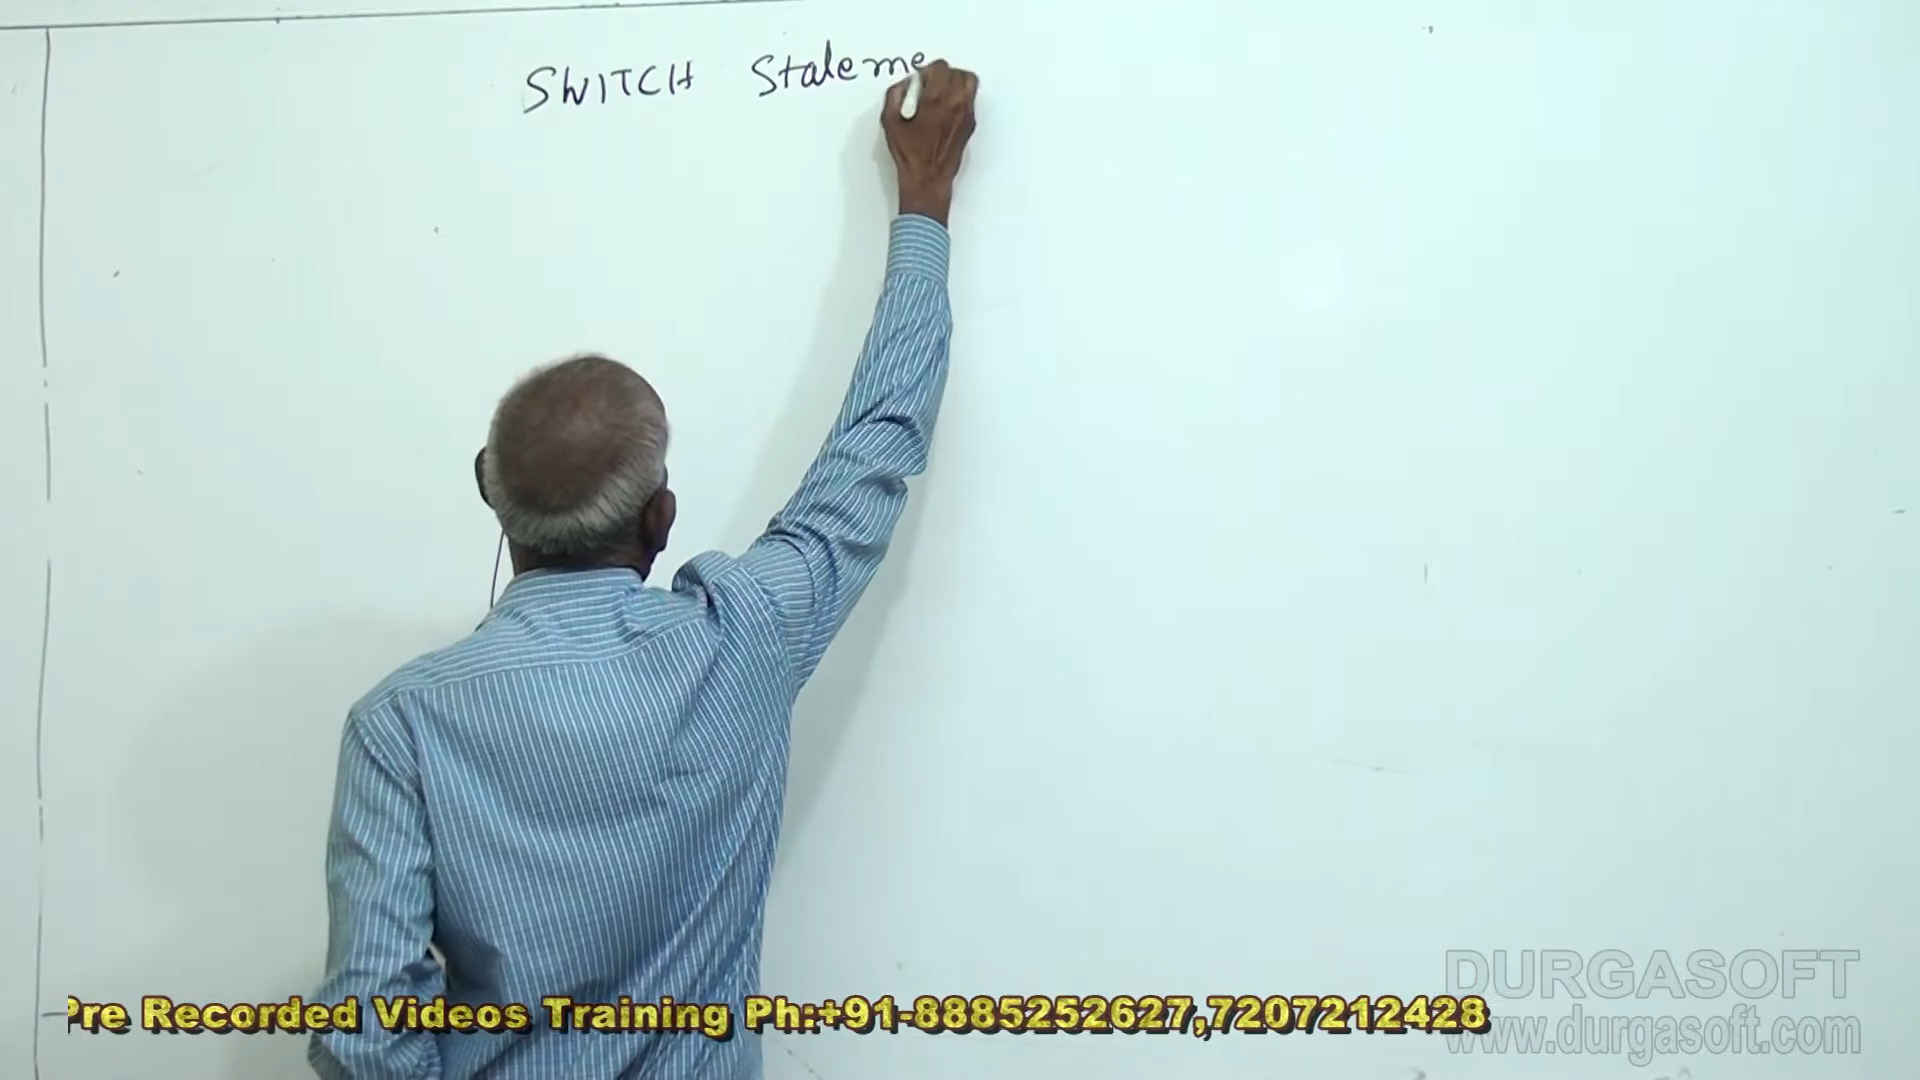 SWITCH Stateme
Pre Recorded Videos Training Ph:+91-8885252627,7207212428
DURGASOFT
www.durgasoft.com